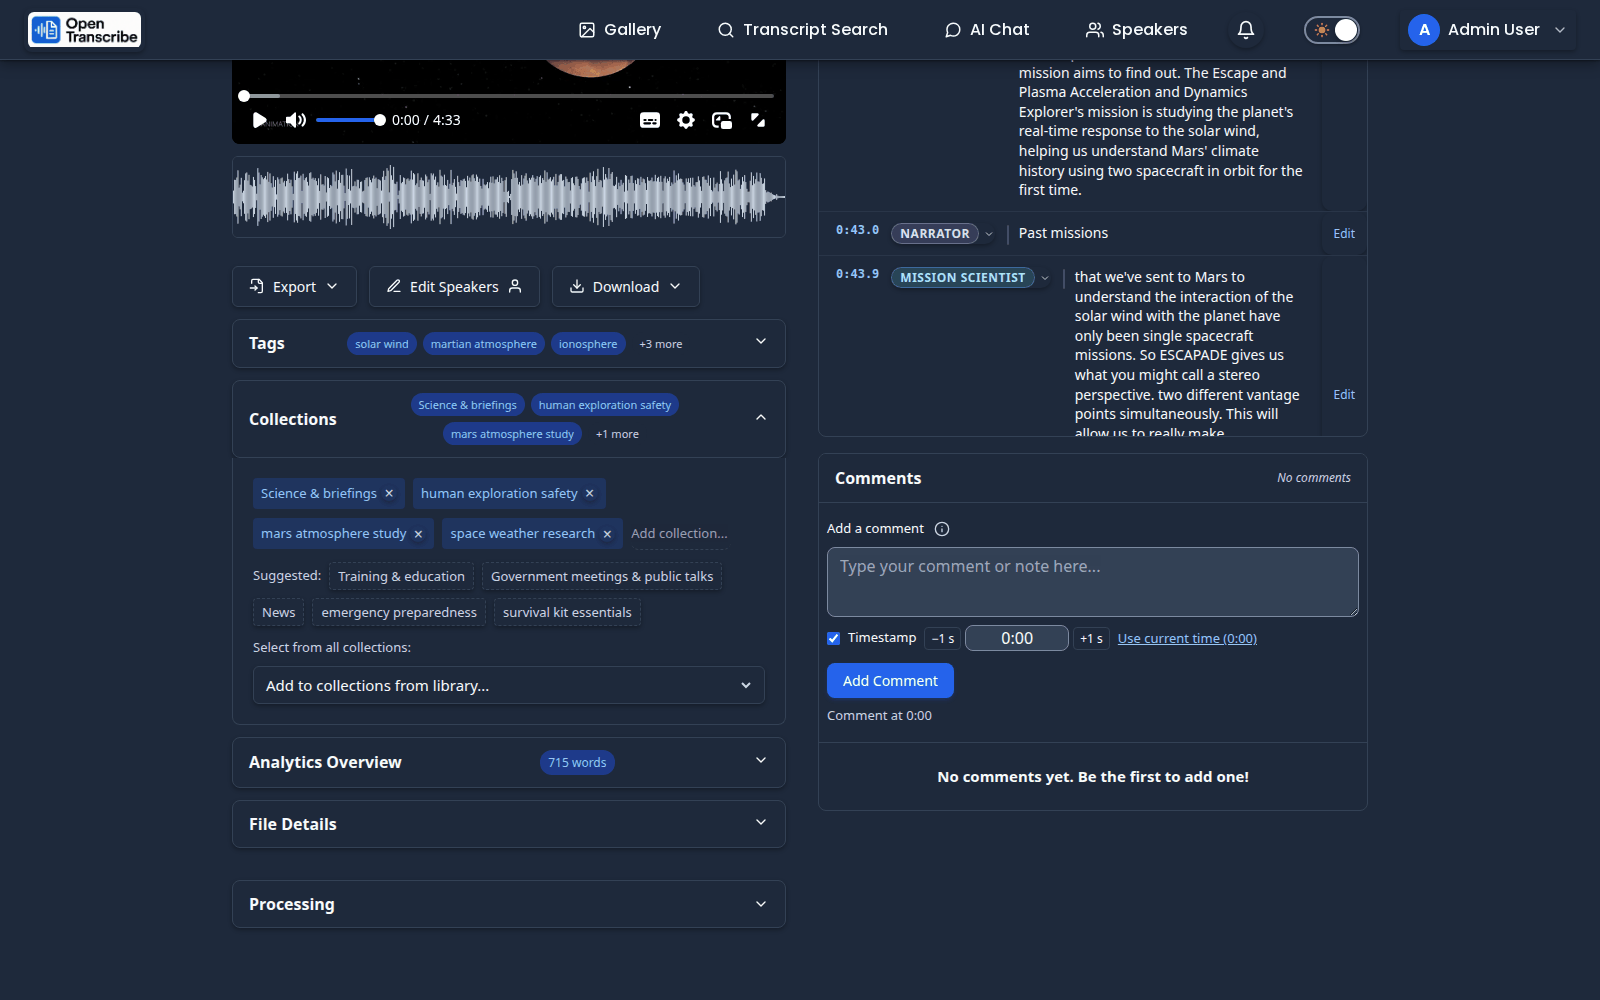 Open
Transcribe
Gallery
Transcript Search
AI Chat
Speakers
A
Admin User
0:00 / 4:33
Export
Edit Speakers
Download
Tags
solar wind
martian atmosphere
ionosphere
+3 more
Collections
Science & briefings
human exploration safety
mars atmosphere study
+1 more
Science & briefings ×
human exploration safety ×
mars atmosphere study ×
space weather research ×
Add collection...
Suggested:
Training & education
Government meetings & public talks
News
emergency preparedness
survival kit essentials
Select from all collections:
Add to collections from library...
Analytics Overview
715 words
File Details
Processing
mission aims to find out. The Escape and
Plasma Acceleration and Dynamics
Explorer's mission is studying the planet's
real-time response to the solar wind,
helping us understand Mars' climate
history using two spacecraft in orbit for the
first time.
0:43.0
NARRATOR
Past missions
Edit
0:43.9
MISSION SCIENTIST
that we've sent to Mars to
understand the interaction of the
solar wind with the planet have
only been single spacecraft
missions. So ESCAPADE gives us
what you might call a stereo
perspective. two different vantage
points simultaneously. This will
allow us to really make
Edit
Comments
No comments
Add a comment
Type your comment or note here...
Timestamp
−1 s
0:00
+1 s
Use current time (0:00)
Add Comment
Comment at 0:00
No comments yet. Be the first to add one!